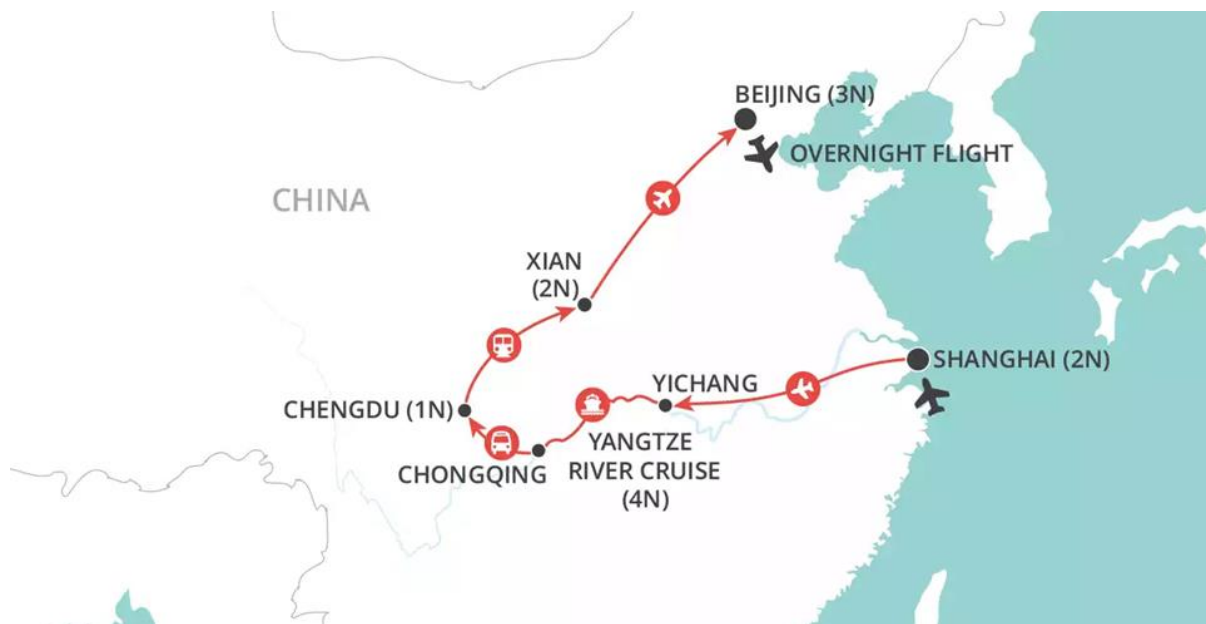 BEIJING (3N)
OVERNIGHT FLIGHT
CHINA
XIAN
(2N)
SHANGHAI (2N)
YICHANG
CHENGDU (1N)
YANGTZE
RIVER CRUISE
(4N)
CHONGQING